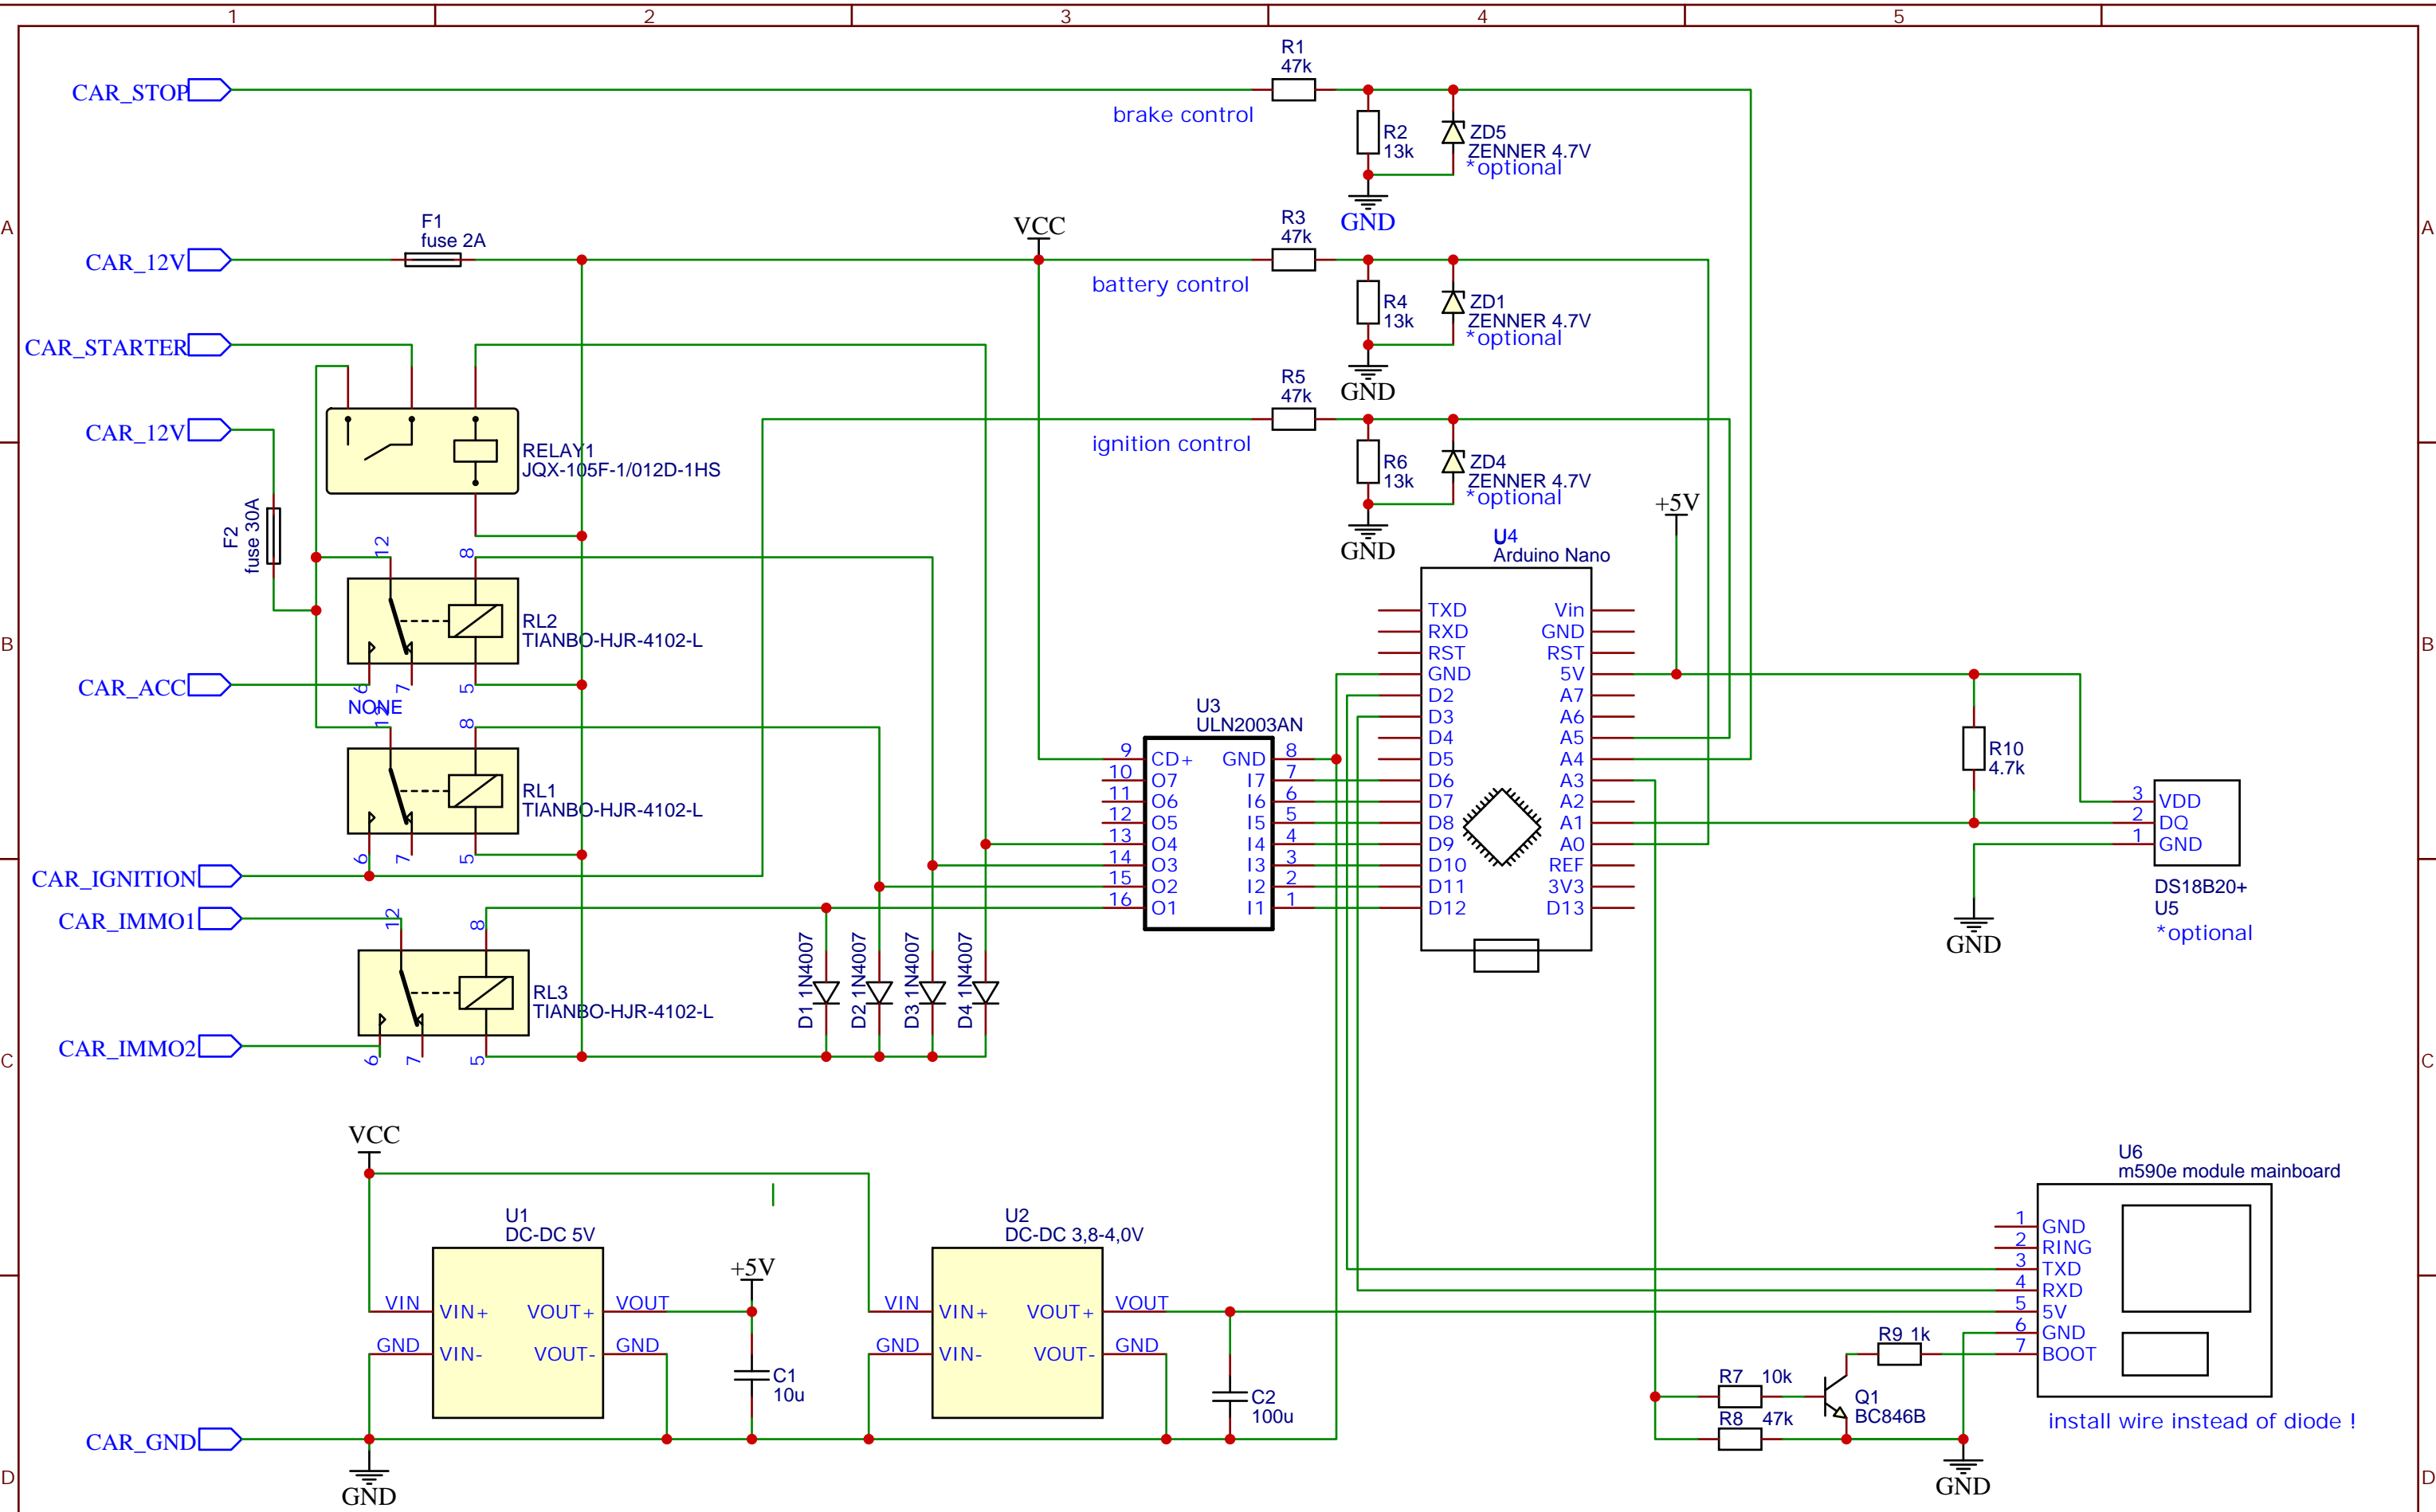 1 2 3 4 5
R1
47k
CAR_STOP
brake control
R2
13k
ZD5
ZENNER 4.7V
*optional
GND
A
A
F1
fuse 2A
VCC
R3
47k
CAR_12V
battery control
R4
13k
ZD1
ZENNER 4.7V
*optional
GND
CAR_STARTER
R5
47k
CAR_12V
ignition control
RELAY1
JQX-105F-1/012D-1HS
R6
13k
ZD4
ZENNER 4.7V
*optional
GND
+5V
F2
fuse 30A
12
8
RL2
TIANBO-HJR-4102-L
B
B
CAR_ACC
6
7
5
NONE
12
8
RL1
TIANBO-HJR-4102-L
6
7
5
CAR_IGNITION
CAR_IMMO1
12
8
RL3
TIANBO-HJR-4102-L
CAR_IMMO2
6
7
5
C
C
D1 1N4007
D2 1N4007
D3 1N4007
D4 1N4007
U3
ULN2003AN
9 CD+ GND 8
10 O7 I7 7
11 O6 I6 6
12 O5 I5 5
13 O4 I4 4
14 O3 I3 3
15 O2 I2 2
16 O1 I1 1
U4
Arduino Nano
TXD Vin
RXD GND
RST RST
GND 5V
D2 A7
D3 A6
D4 A5
D5 A4
D6 A3
D7 A2
D8 A1
D9 A0
D10 REF
D11 3V3
D12 D13
R10
4.7k
3 VDD
2 DQ
1 GND
DS18B20+
U5
*optional
GND
VCC
U1
DC-DC 5V
VIN VIN+ VOUT+ VOUT
GND VIN- VOUT- GND
+5V
C1
10u
U2
DC-DC 3,8-4,0V
VIN VIN+ VOUT+ VOUT
GND VIN- VOUT- GND
C2
100u
CAR_GND
GND
U6
m590e module mainboard
1 GND
2 RING
3 TXD
4 RXD
5 5V
6 GND
7 BOOT
R9 1k
R7 10k
Q1
BC846B
R8 47k
install wire instead of diode !
GND
D
D